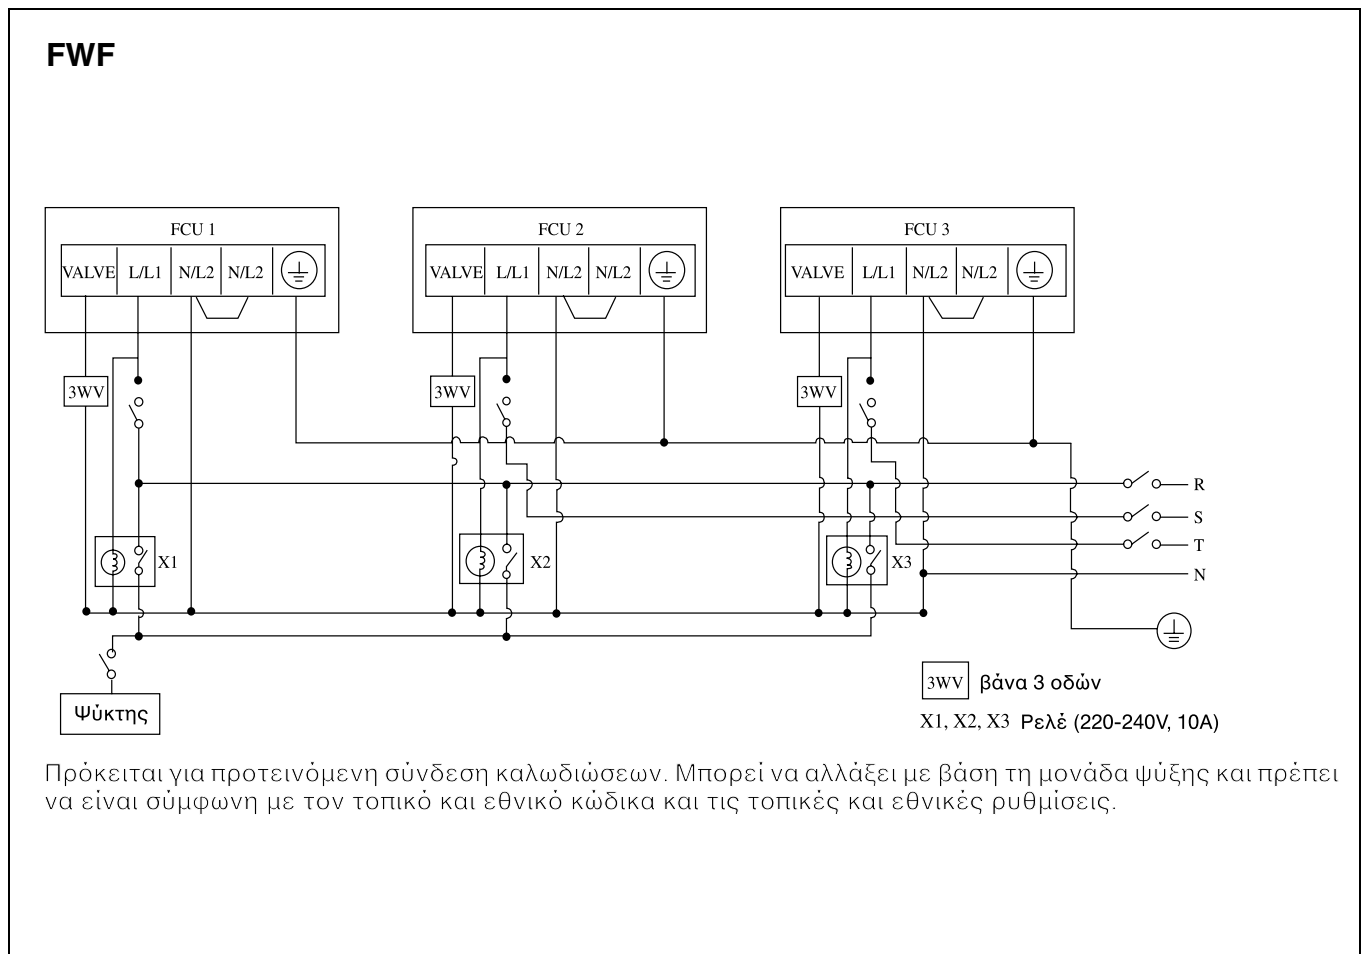 FWF
FCU 1
FCU 2
FCU 3
VALVE L/L1 N/L2 N/L2
VALVE L/L1 N/L2 N/L2
VALVE L/L1 N/L2 N/L2
3WV
3WV
3WV
R
S
T
N
X1
X2
X3
Ψύκτης
3WV βάνα 3 οδών
X1, X2, X3 Ρελέ (220-240V, 10A)
Πρόκειται για προτεινόμενη σύνδεση καλωδιώσεων. Μπορεί να αλλάξει με βάση τη μονάδα ψύξης και πρέπει
να είναι σύμφωνη με τον τοπικό και εθνικό κώδικα και τις τοπικές και εθνικές ρυθμίσεις.